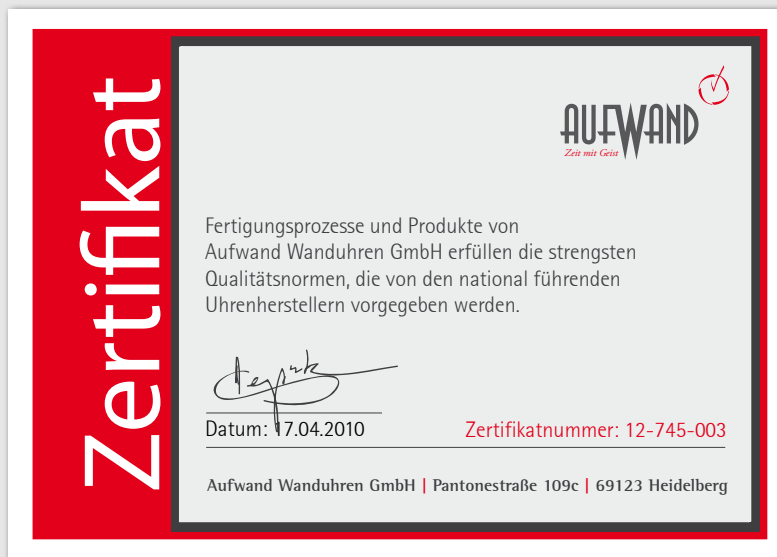 Zertifikat
AUFWAND
Zeit mit Geist
Fertigungsprozesse und Produkte von
Aufwand Wanduhren GmbH erfüllen die strengsten
Qualitätsnormen, die von den national führenden
Uhrenherstellern vorgegeben werden.
Datum: 17.04.2010
Zertifikatnummer: 12-745-003
Aufwand Wanduhren GmbH | Pantonestraße 109c | 69123 Heidelberg